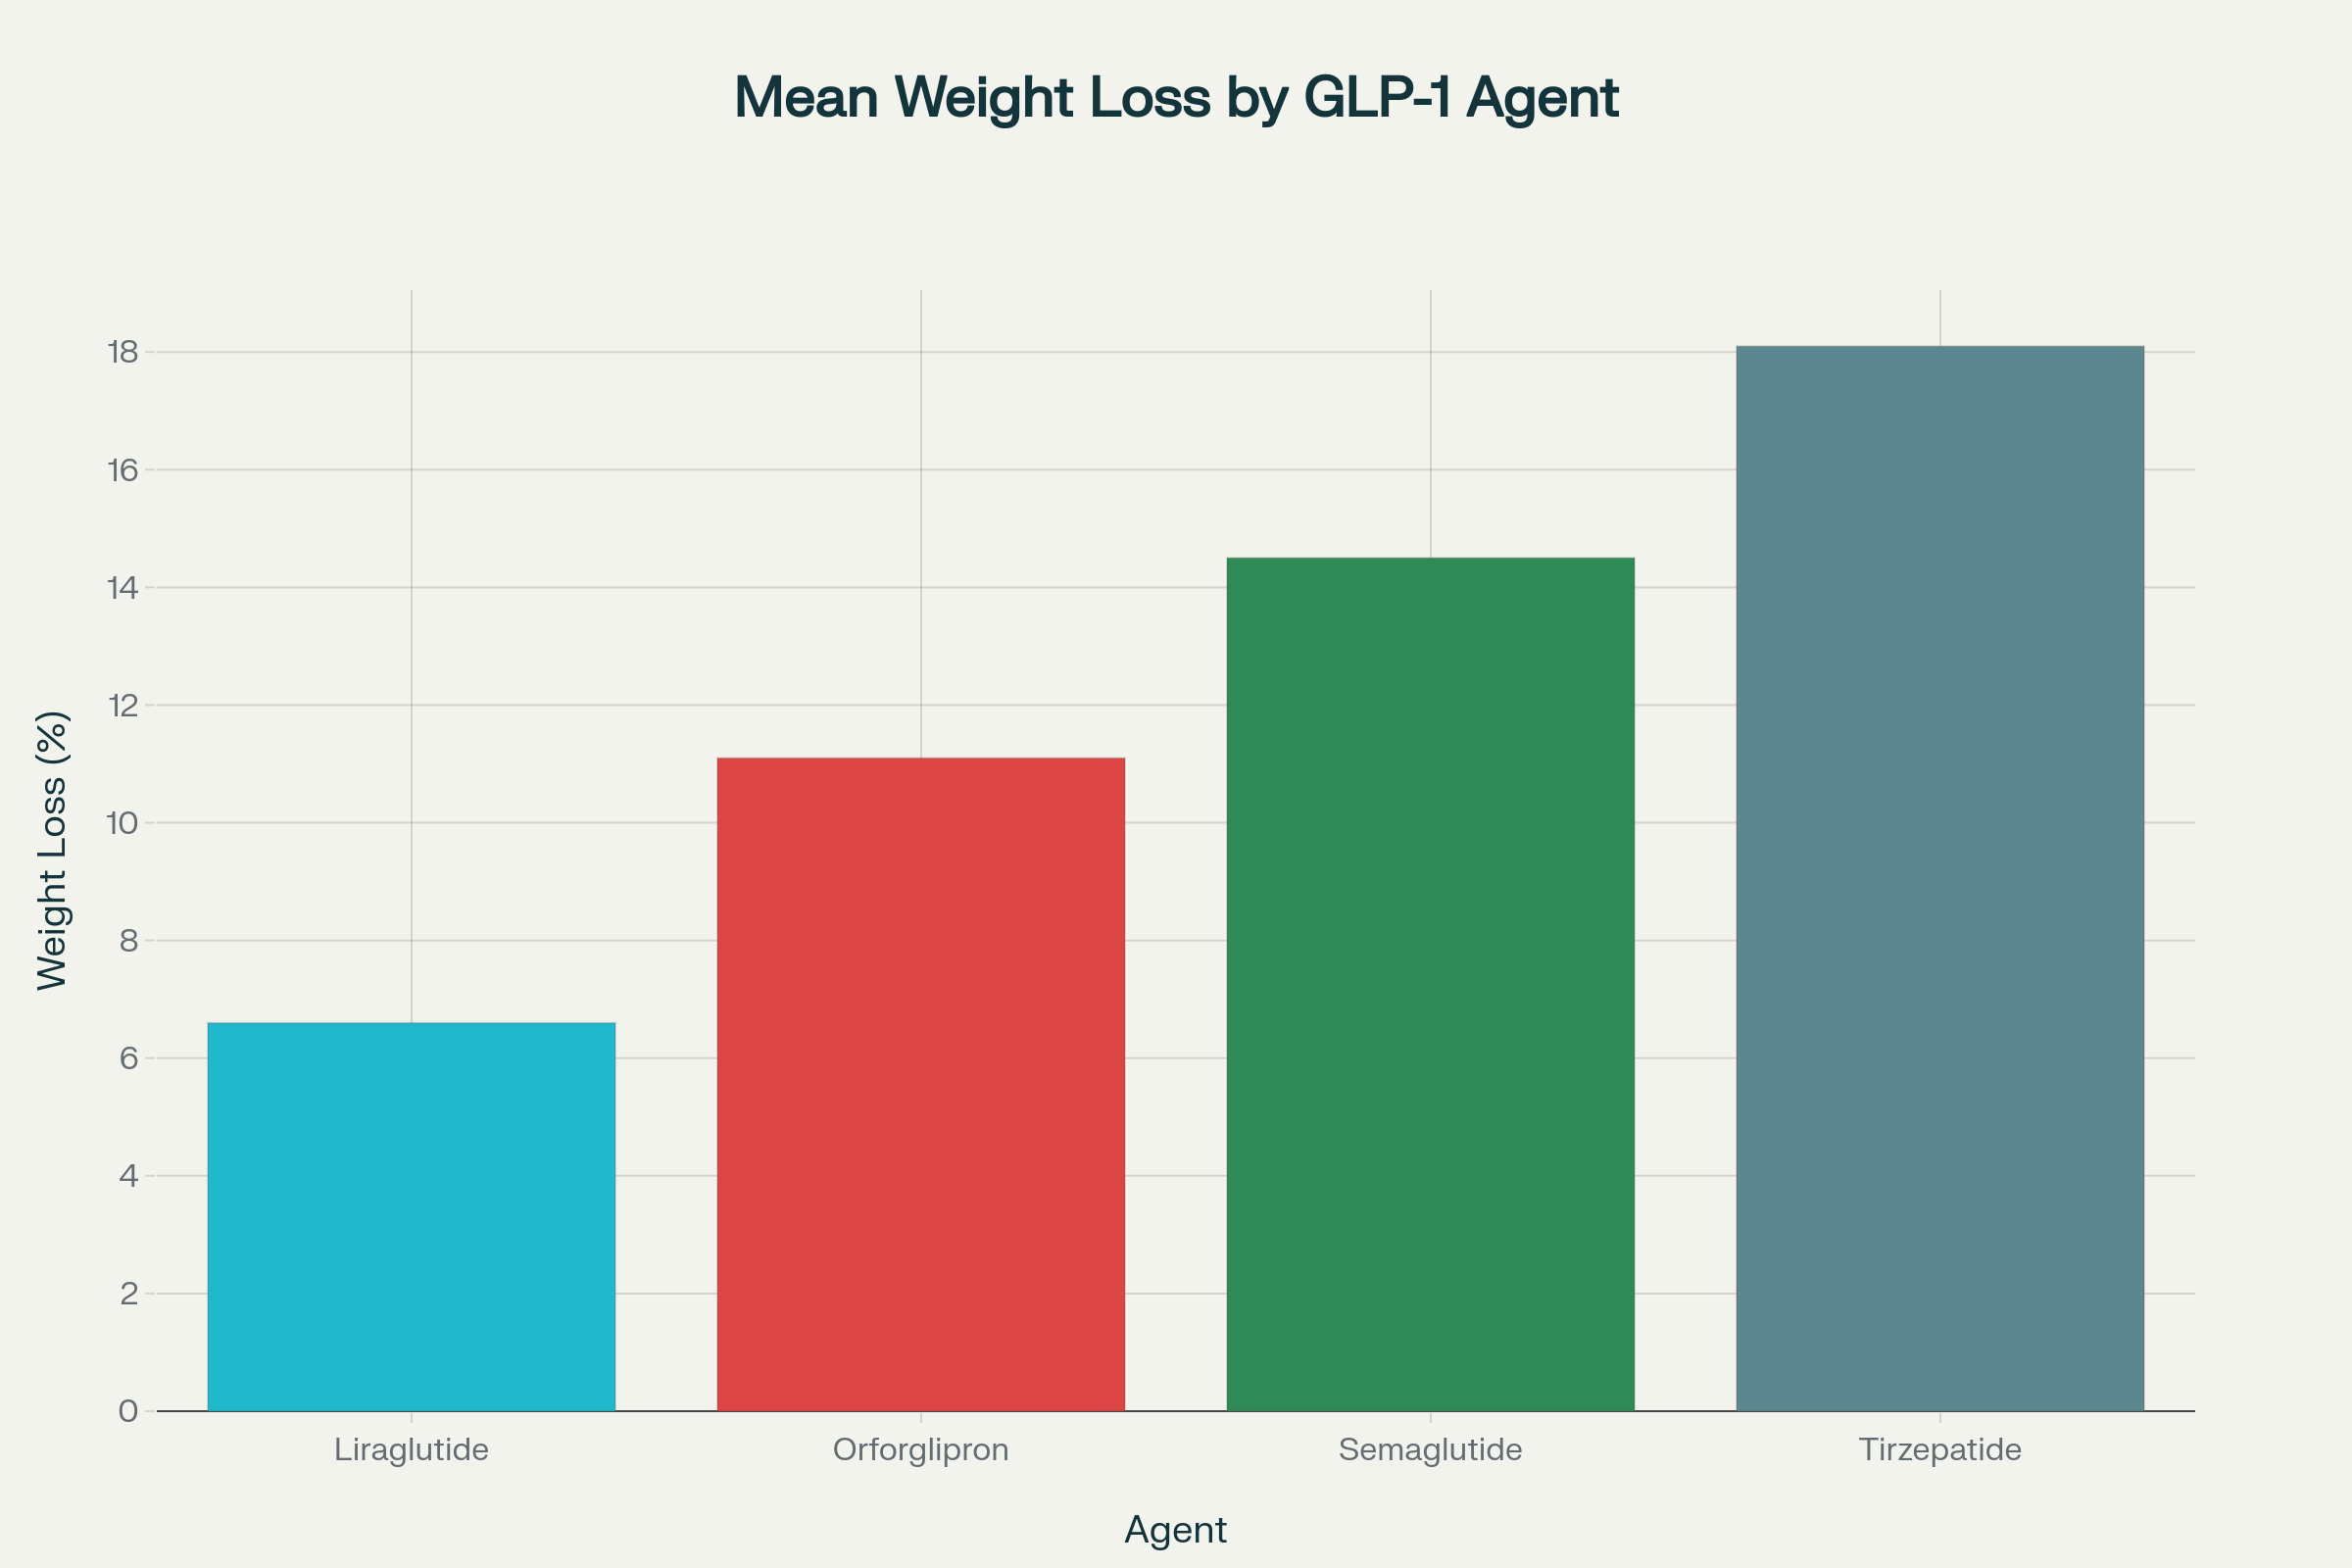 Mean Weight Loss by GLP-1 Agent
Weight Loss (%)
18
16
14
12
10
8
6
4
2
0
Liraglutide
Orforglipron
Semaglutide
Tirzepatide
Agent